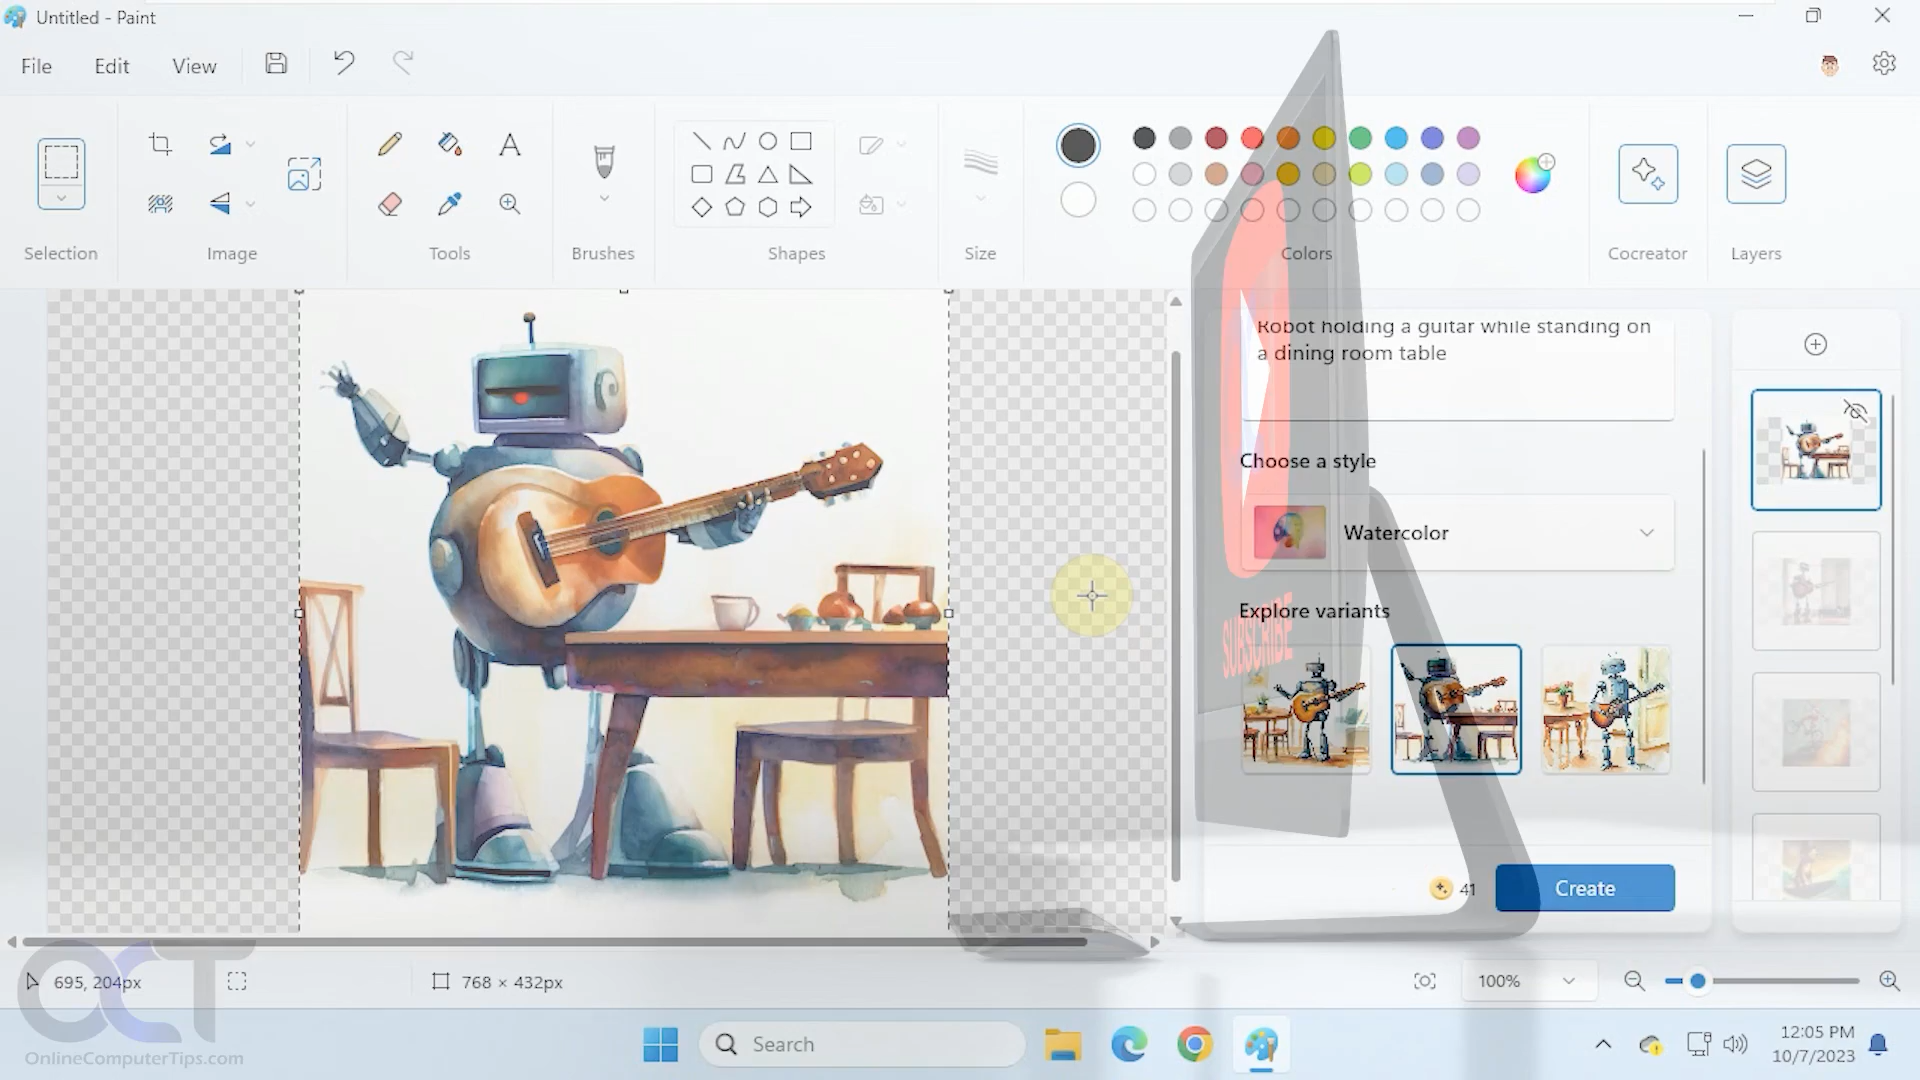 Untitled - Paint
File Edit View
Selection Image Tools Brushes Shapes Size Colors Cocreator Layers
Robot holding a guitar while standing on
a dining room table
Choose a style
Watercolor
Explore variants
SUBSCRIBE
41 Create
695, 204px 768 × 432px 100%
OCT
OnlineComputerTips.com
Search
12:05 PM
10/7/2023